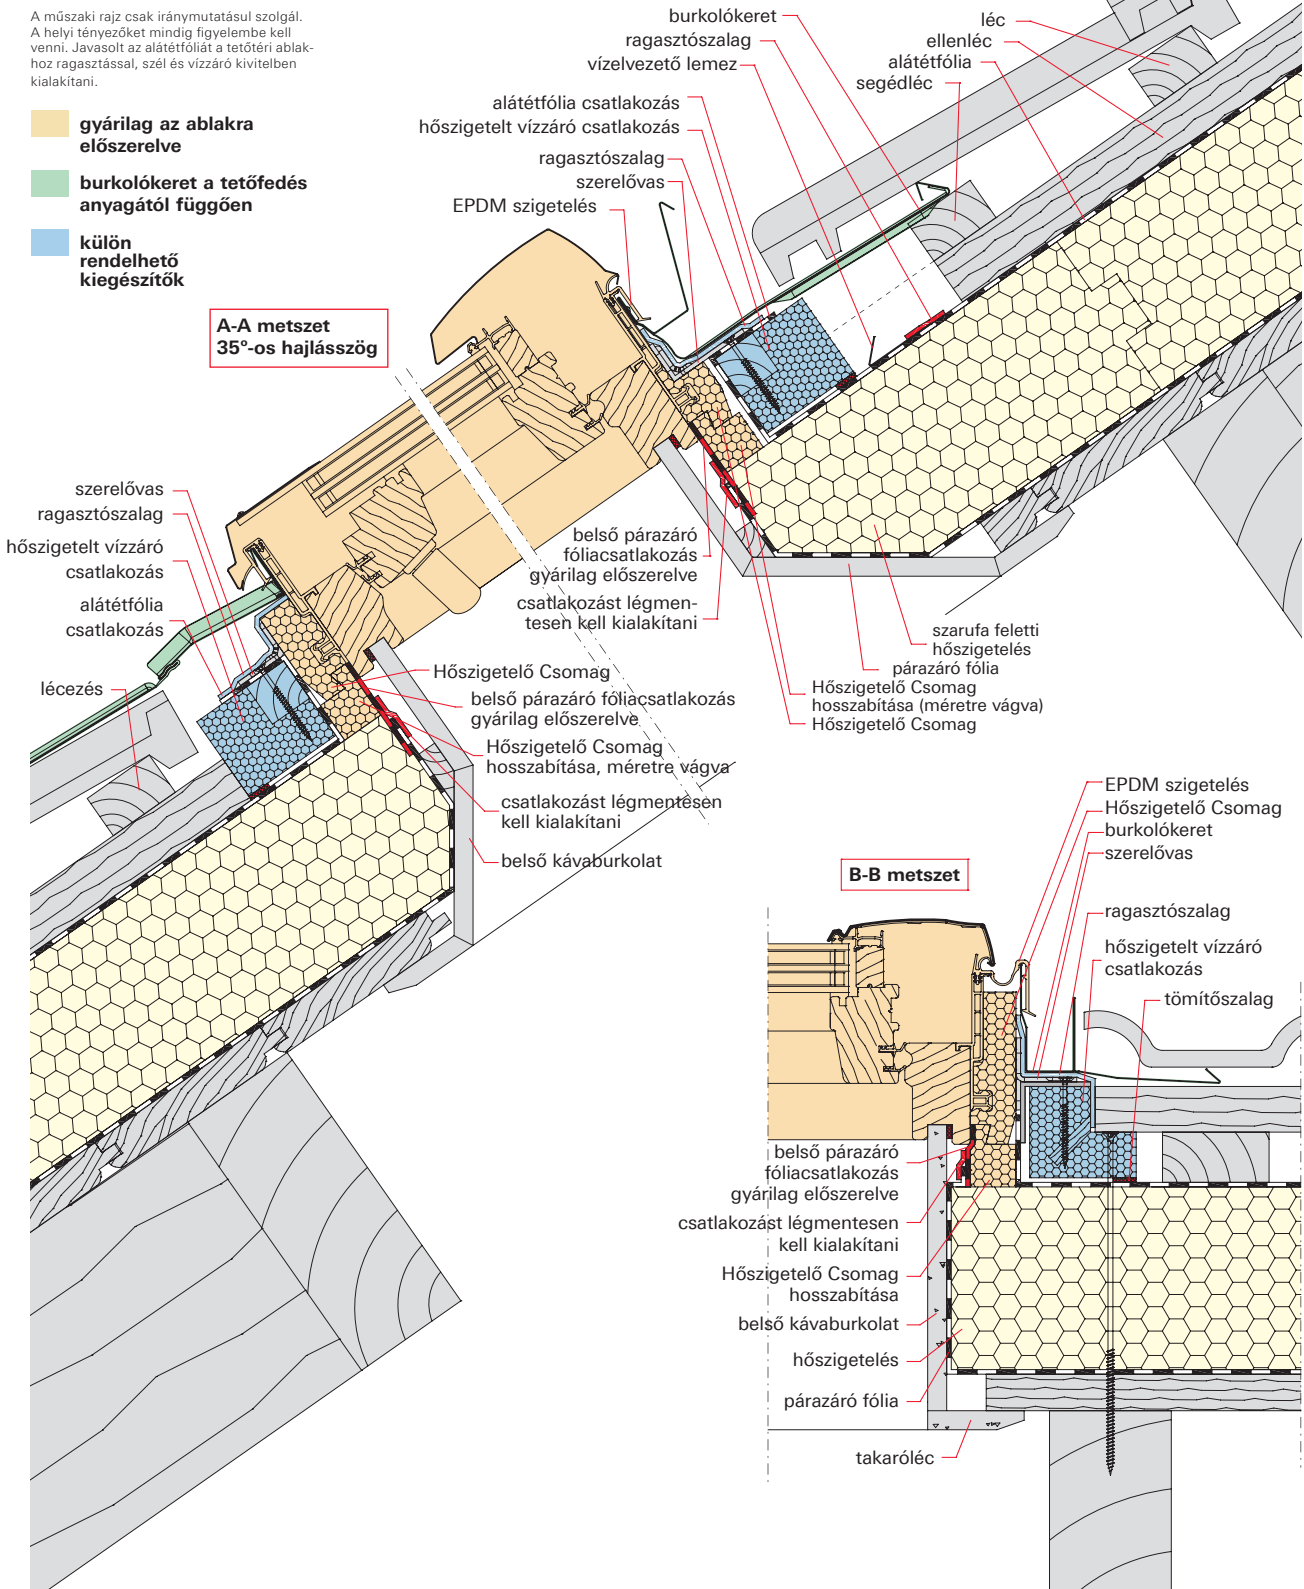 A műszaki rajz csak iránymutatásul szolgál.
A helyi tényezőket mindig figyelembe kell
venni. Javasolt az alátétfóliát a tetőtéri ablak-
hoz ragasztással, szél és vízzáró kivitelben
kialakítani.
gyárilag az ablakra
előszerelve
burkolókeret a tetőfedés
anyagától függően
külön
rendelhető
kiegészítők
A-A metszet
35°-os hajlásszög
burkolókeret
ragasztószalag
vízelvezető lemez
alátétfólia csatlakozás
hőszigetelt vízzáró csatlakozás
ragasztószalag
szerelővas
EPDM szigetelés
léc
ellenléc
alátétfólia
segédléc
szerelővas
ragasztószalag
hőszigetelt vízzáró
csatlakozás
alátétfólia
csatlakozás
lécezés
belső párazáró
fóliacsatlakozás
gyárilag előszerelve
csatlakozást légmen-
tesen kell kialakítani
szarufa feletti
hőszigetelés
párazáró fólia
Hőszigetelő Csomag
hosszabítása (méretre vágva)
Hőszigetelő Csomag
Hőszigetelő Csomag
belső párazáró fóliacsatlakozás
gyárilag előszerelve
Hőszigetelő Csomag
hosszabítása, méretre vágva
csatlakozást légmentesen
kell kialakítani
belső kávaburkolat
B-B metszet
EPDM szigetelés
Hőszigetelő Csomag
burkolókeret
szerelővas
ragasztószalag
hőszigetelt vízzáró
csatlakozás
tömítőszalag
belső párazáró
fóliacsatlakozás
gyárilag előszerelve
csatlakozást légmentesen
kell kialakítani
Hőszigetelő Csomag
hosszabítása
belső kávaburkolat
hőszigetelés
párazáró fólia
takaróléc